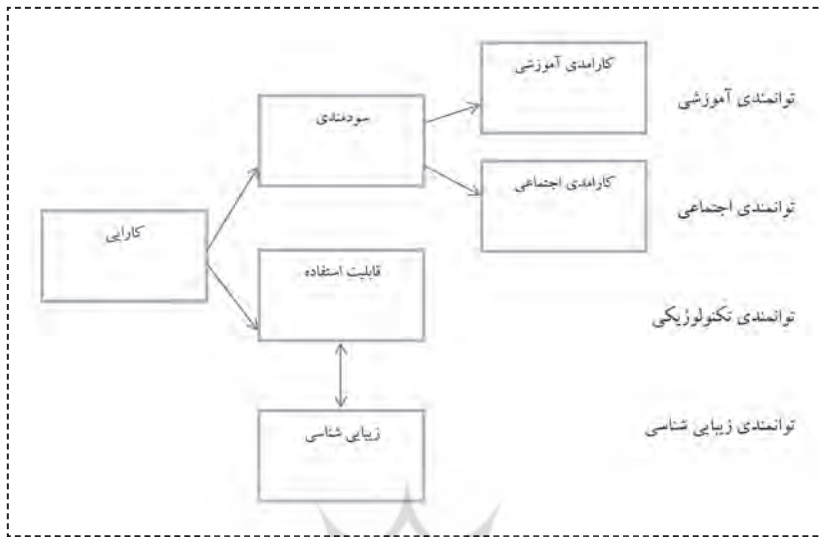 کارامدی آموزشی
توانمندی آموزشی
سودمندی
کارامدی اجتماعی
توانمندی اجتماعی
کارایی
قابلیت استفاده
توانمندی تکنولوژیکی
زیبایی شناسی
توانمندی زیبایی شناسی